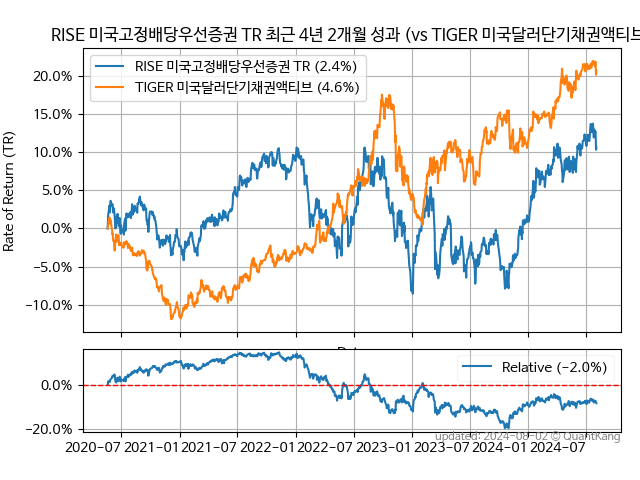 RISE 미국고정배당우선증권 TR 최근 4년 2개월 성과 (vs TIGER 미국달러단기채권액티브
RISE 미국고정배당우선증권 TR (2.4%)
TIGER 미국달러단기채권액티브 (4.6%)
Rate of Return (TR)
20.0%
15.0%
10.0%
5.0%
0.0%
−5.0%
−10.0%
Relative (−2.0%)
0.0%
−20.0%
2020-07 2021-01 2021-07 2022-01 2022-07 2023-01 2023-07 2024-01 2024-07
updated: 2024-08-02 © QuantKang